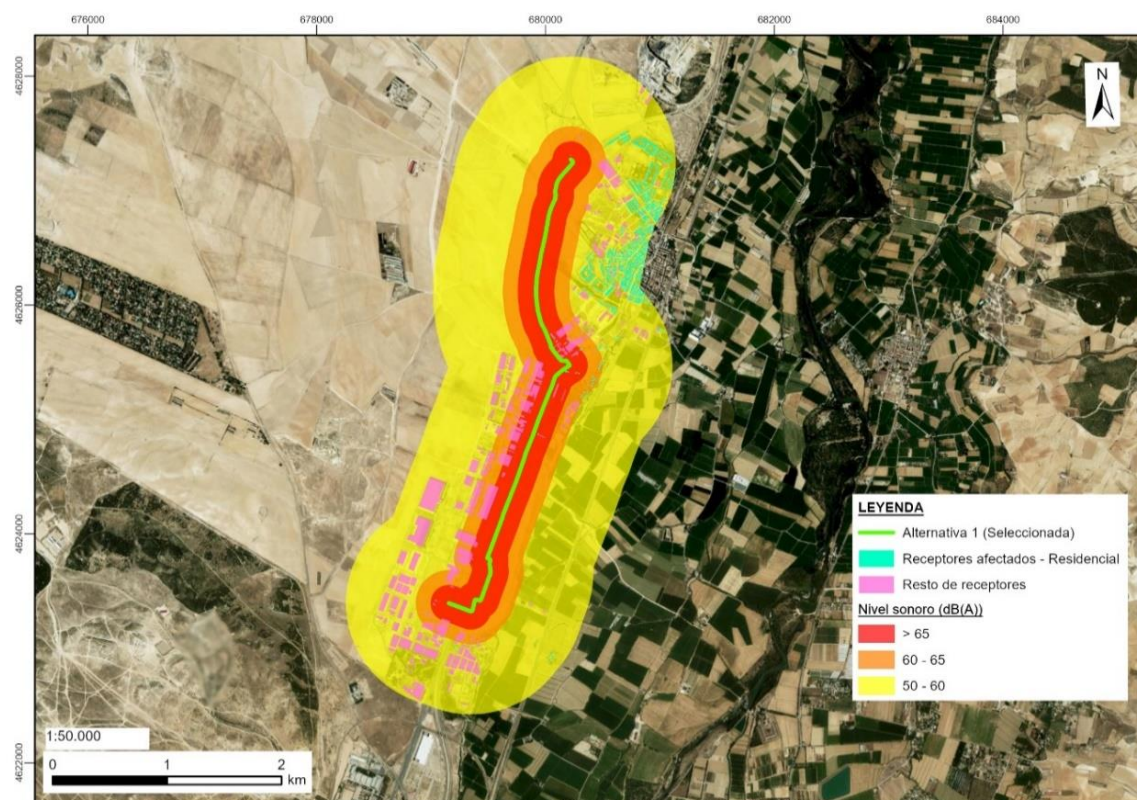 676000
678000
680000
682000
684000
4628000
4626000
4624000
4622000
N
LEYENDA
Alternativa 1 (Seleccionada)
Receptores afectados - Residencial
Resto de receptores
Nivel sonoro (dB(A))
> 65
60 - 65
50 - 60
1:50.000
0 1 2
km